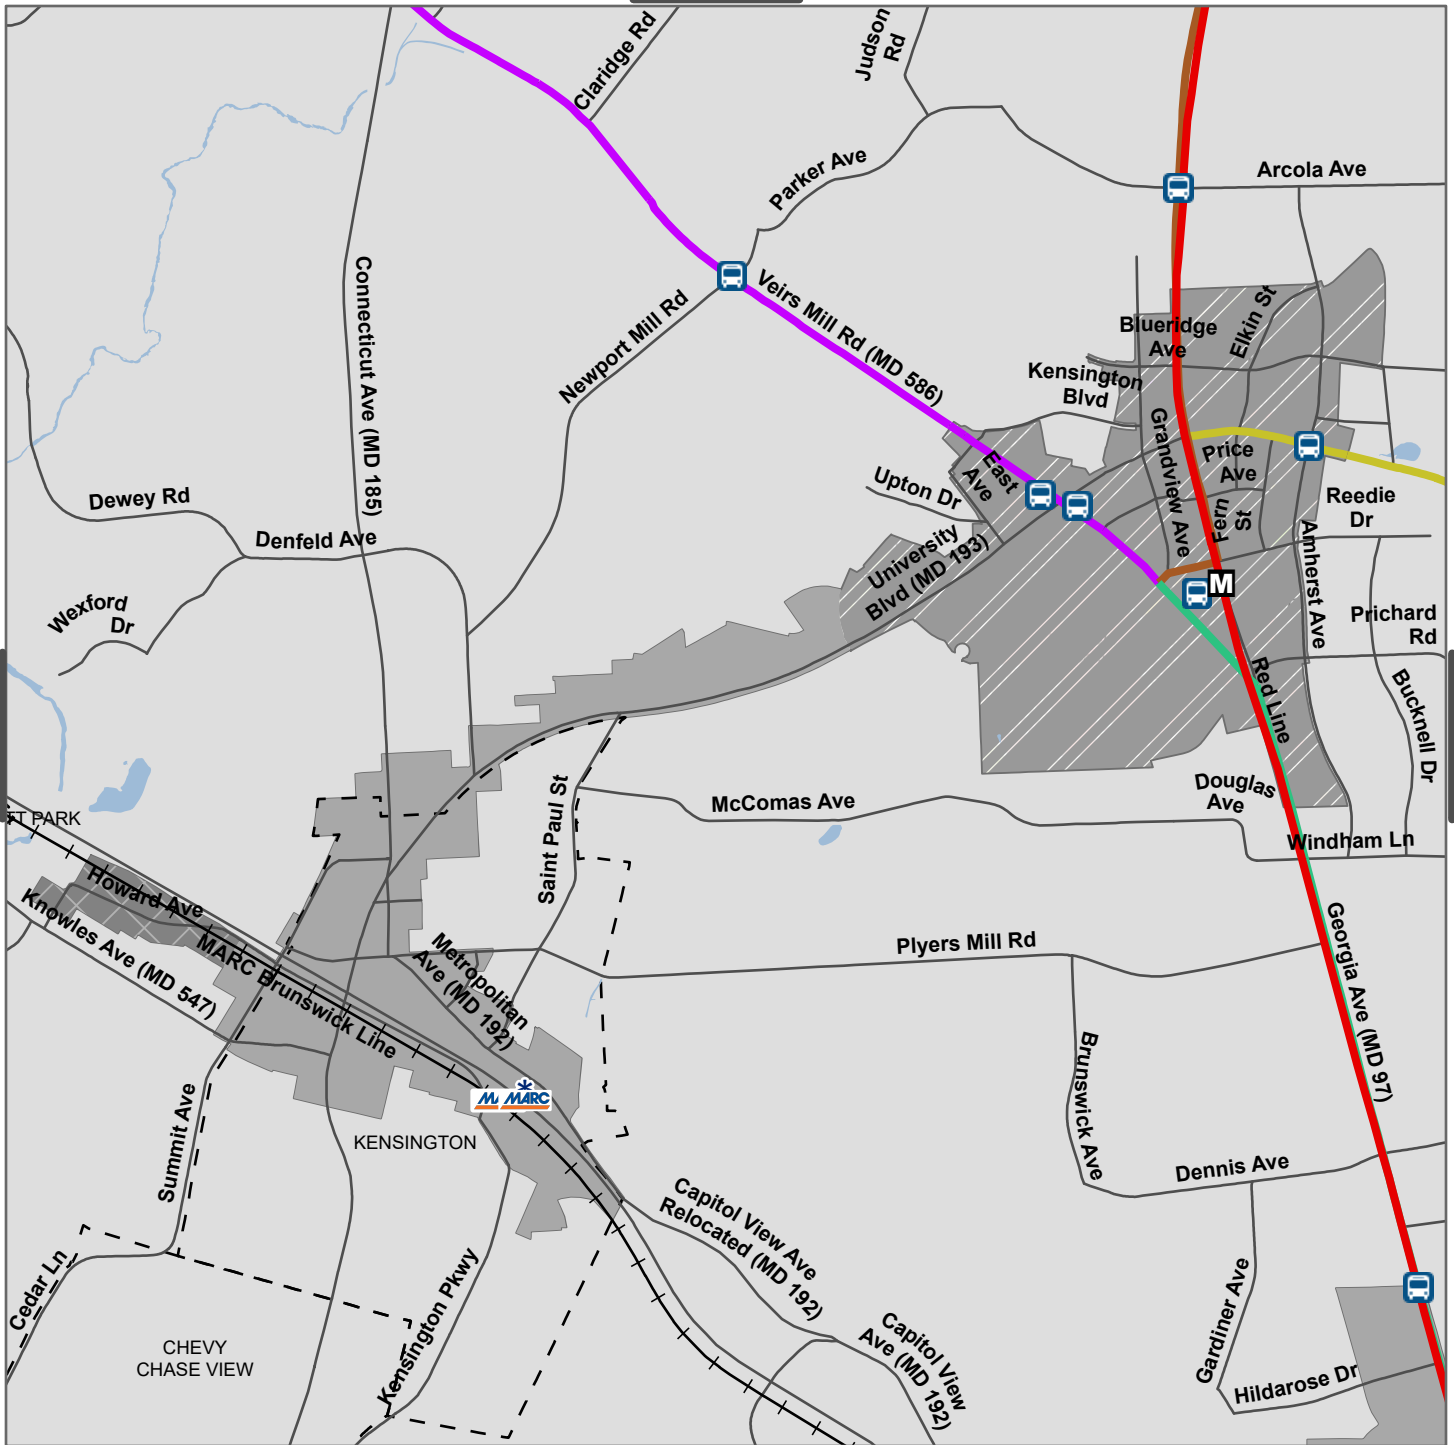 Claridge Rd
Judson
Rd
Parker Ave
Arcola Ave
Connecticut Ave (MD 185)
Newport Mill Rd
Veirs Mill Rd (MD 586)
Blueridge
Ave
Elkin St
Kensington
Blvd
Grandview Ave
Price
Ave
East
Ave
Upton Dr
Fern
St
Reedie
Dr
Dewey Rd
Denfeld Ave
University
Blvd (MD 193)
Amherst Ave
M
Wexford
Dr
Prichard
Rd
Red Line
Bucknell Dr
Douglas
Ave
McComas Ave
Saint Paul St
TT PARK
Windham Ln
Howard Ave
Knowles Ave (MD 547)
MARC Brunswick Line
Metropolitan
Ave (MD 192)
Plyers Mill Rd
Georgia Ave (MD 97)
Brunswick Ave
MA
MARC
KENSINGTON
Summit Ave
Dennis Ave
Capitol View Ave
Relocated (MD 192)
Cedar Ln
Kensington Pkwy
CHEVY
CHASE VIEW
Capitol View
Ave (MD 192)
Gardiner Ave
Hildarose Dr